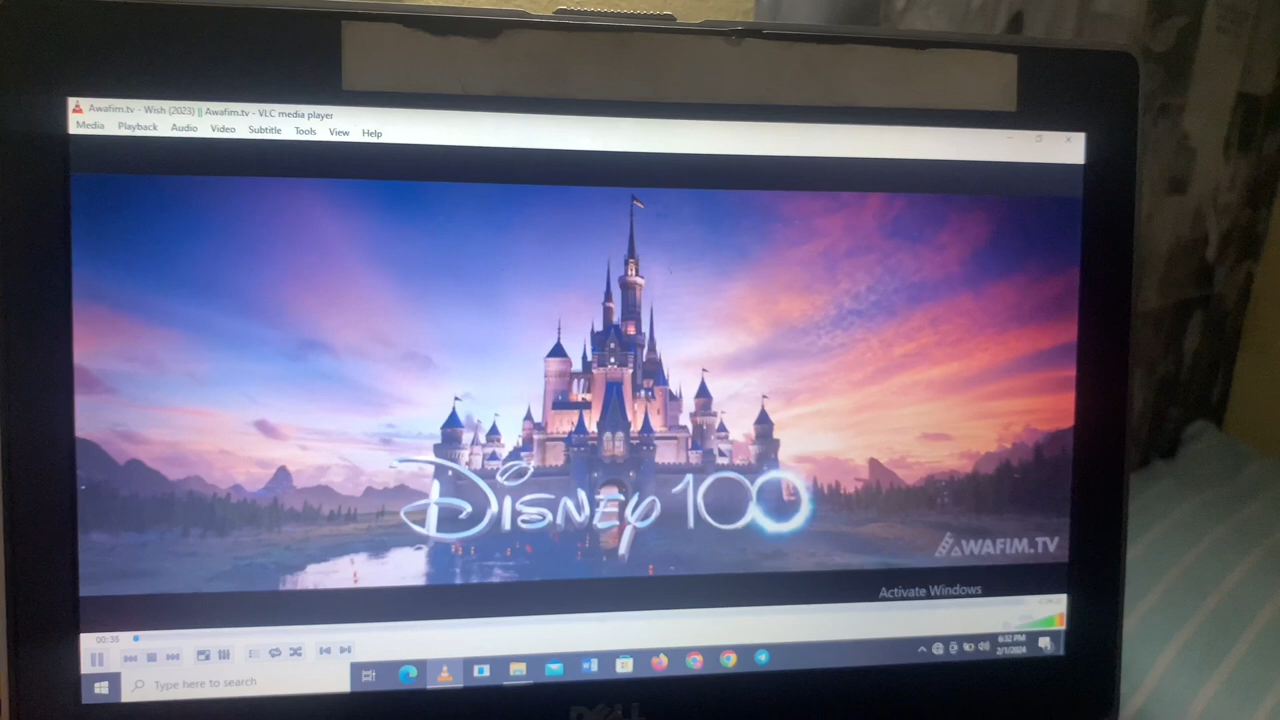 Awafim.tv - Wish (2023) || Awafim.tv - VLC media player
Media Playback Audio Video Subtitle Tools View Help
DISNEY 100
AWAFIM.TV
Activate Windows
00:35
Type here to search
6:32 PM
2/1/2024
DELL